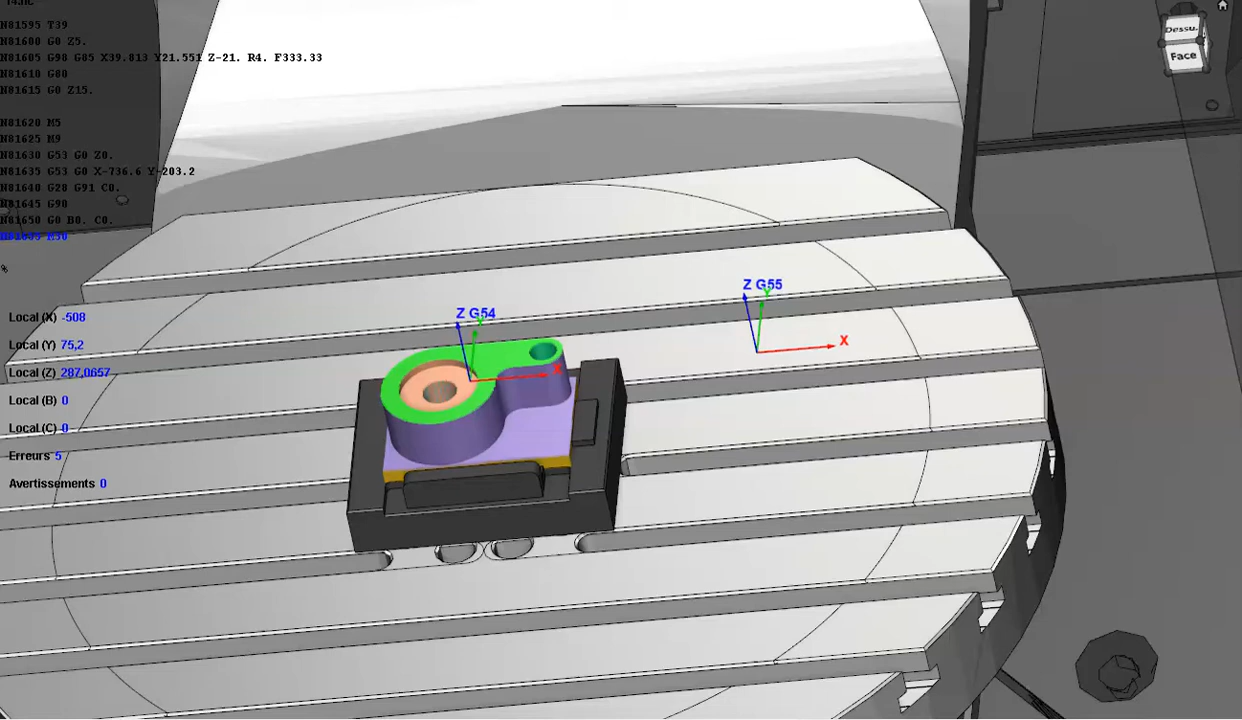 N81595 T39
N81600 G0 Z5.
N81605 G98 G85 X39.813 Y21.551 Z-21. R4. F333.33
N81610 G80
N81615 G0 Z15.
N81620 M5
N81625 M9
N81630 G53 G0 Z0.
N81635 G53 G0 X-736.6 Y-203.2
N81640 G28 G91 C0.
N81645 G90
N81650 G0 B0. C0.
N81655 M30
%
Dessu-
Face
Z G55
Y
X
Z G54
Y
X
Local (X) -508
Local (Y) 75,2
Local (Z) 287,0657
Local (B) 0
Local (C) 0
Erreurs 5
Avertissements 0